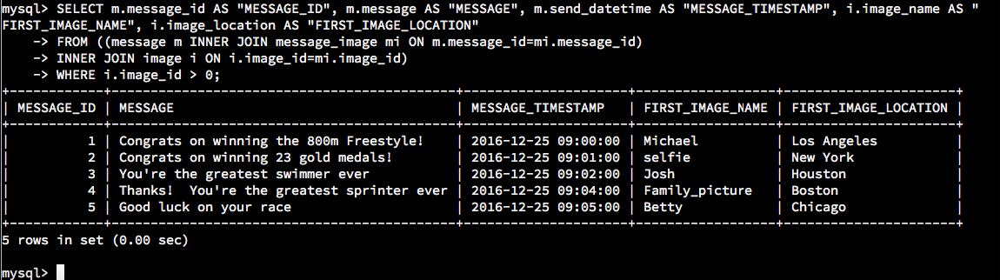 mysql> SELECT m.message_id AS "MESSAGE_ID", m.message AS "MESSAGE", m.send_datetime AS "MESSAGE_TIMESTAMP", i.image_name AS "
FIRST_IMAGE_NAME", i.image_location AS "FIRST_IMAGE_LOCATION"
    -> FROM ((message m INNER JOIN message_image mi ON m.message_id=mi.message_id)
    -> INNER JOIN image i ON i.image_id=mi.image_id)
    -> WHERE i.image_id > 0;
+------------+------------------------------------------+---------------------+------------------+----------------------+
| MESSAGE_ID | MESSAGE                                  | MESSAGE_TIMESTAMP   | FIRST_IMAGE_NAME | FIRST_IMAGE_LOCATION |
+------------+------------------------------------------+---------------------+------------------+----------------------+
|          1 | Congrats on winning the 800m Freestyle!  | 2016-12-25 09:00:00 | Michael          | Los Angeles          |
|          2 | Congrats on winning 23 gold medals!      | 2016-12-25 09:01:00 | selfie           | New York             |
|          3 | You're the greatest swimmer ever         | 2016-12-25 09:02:00 | Josh             | Houston              |
|          4 | Thanks!  You're the greatest sprinter ever | 2016-12-25 09:04:00 | Family_picture   | Boston               |
|          5 | Good luck on your race                   | 2016-12-25 09:05:00 | Betty            | Chicago              |
+------------+------------------------------------------+---------------------+------------------+----------------------+
5 rows in set (0.00 sec)
mysql>